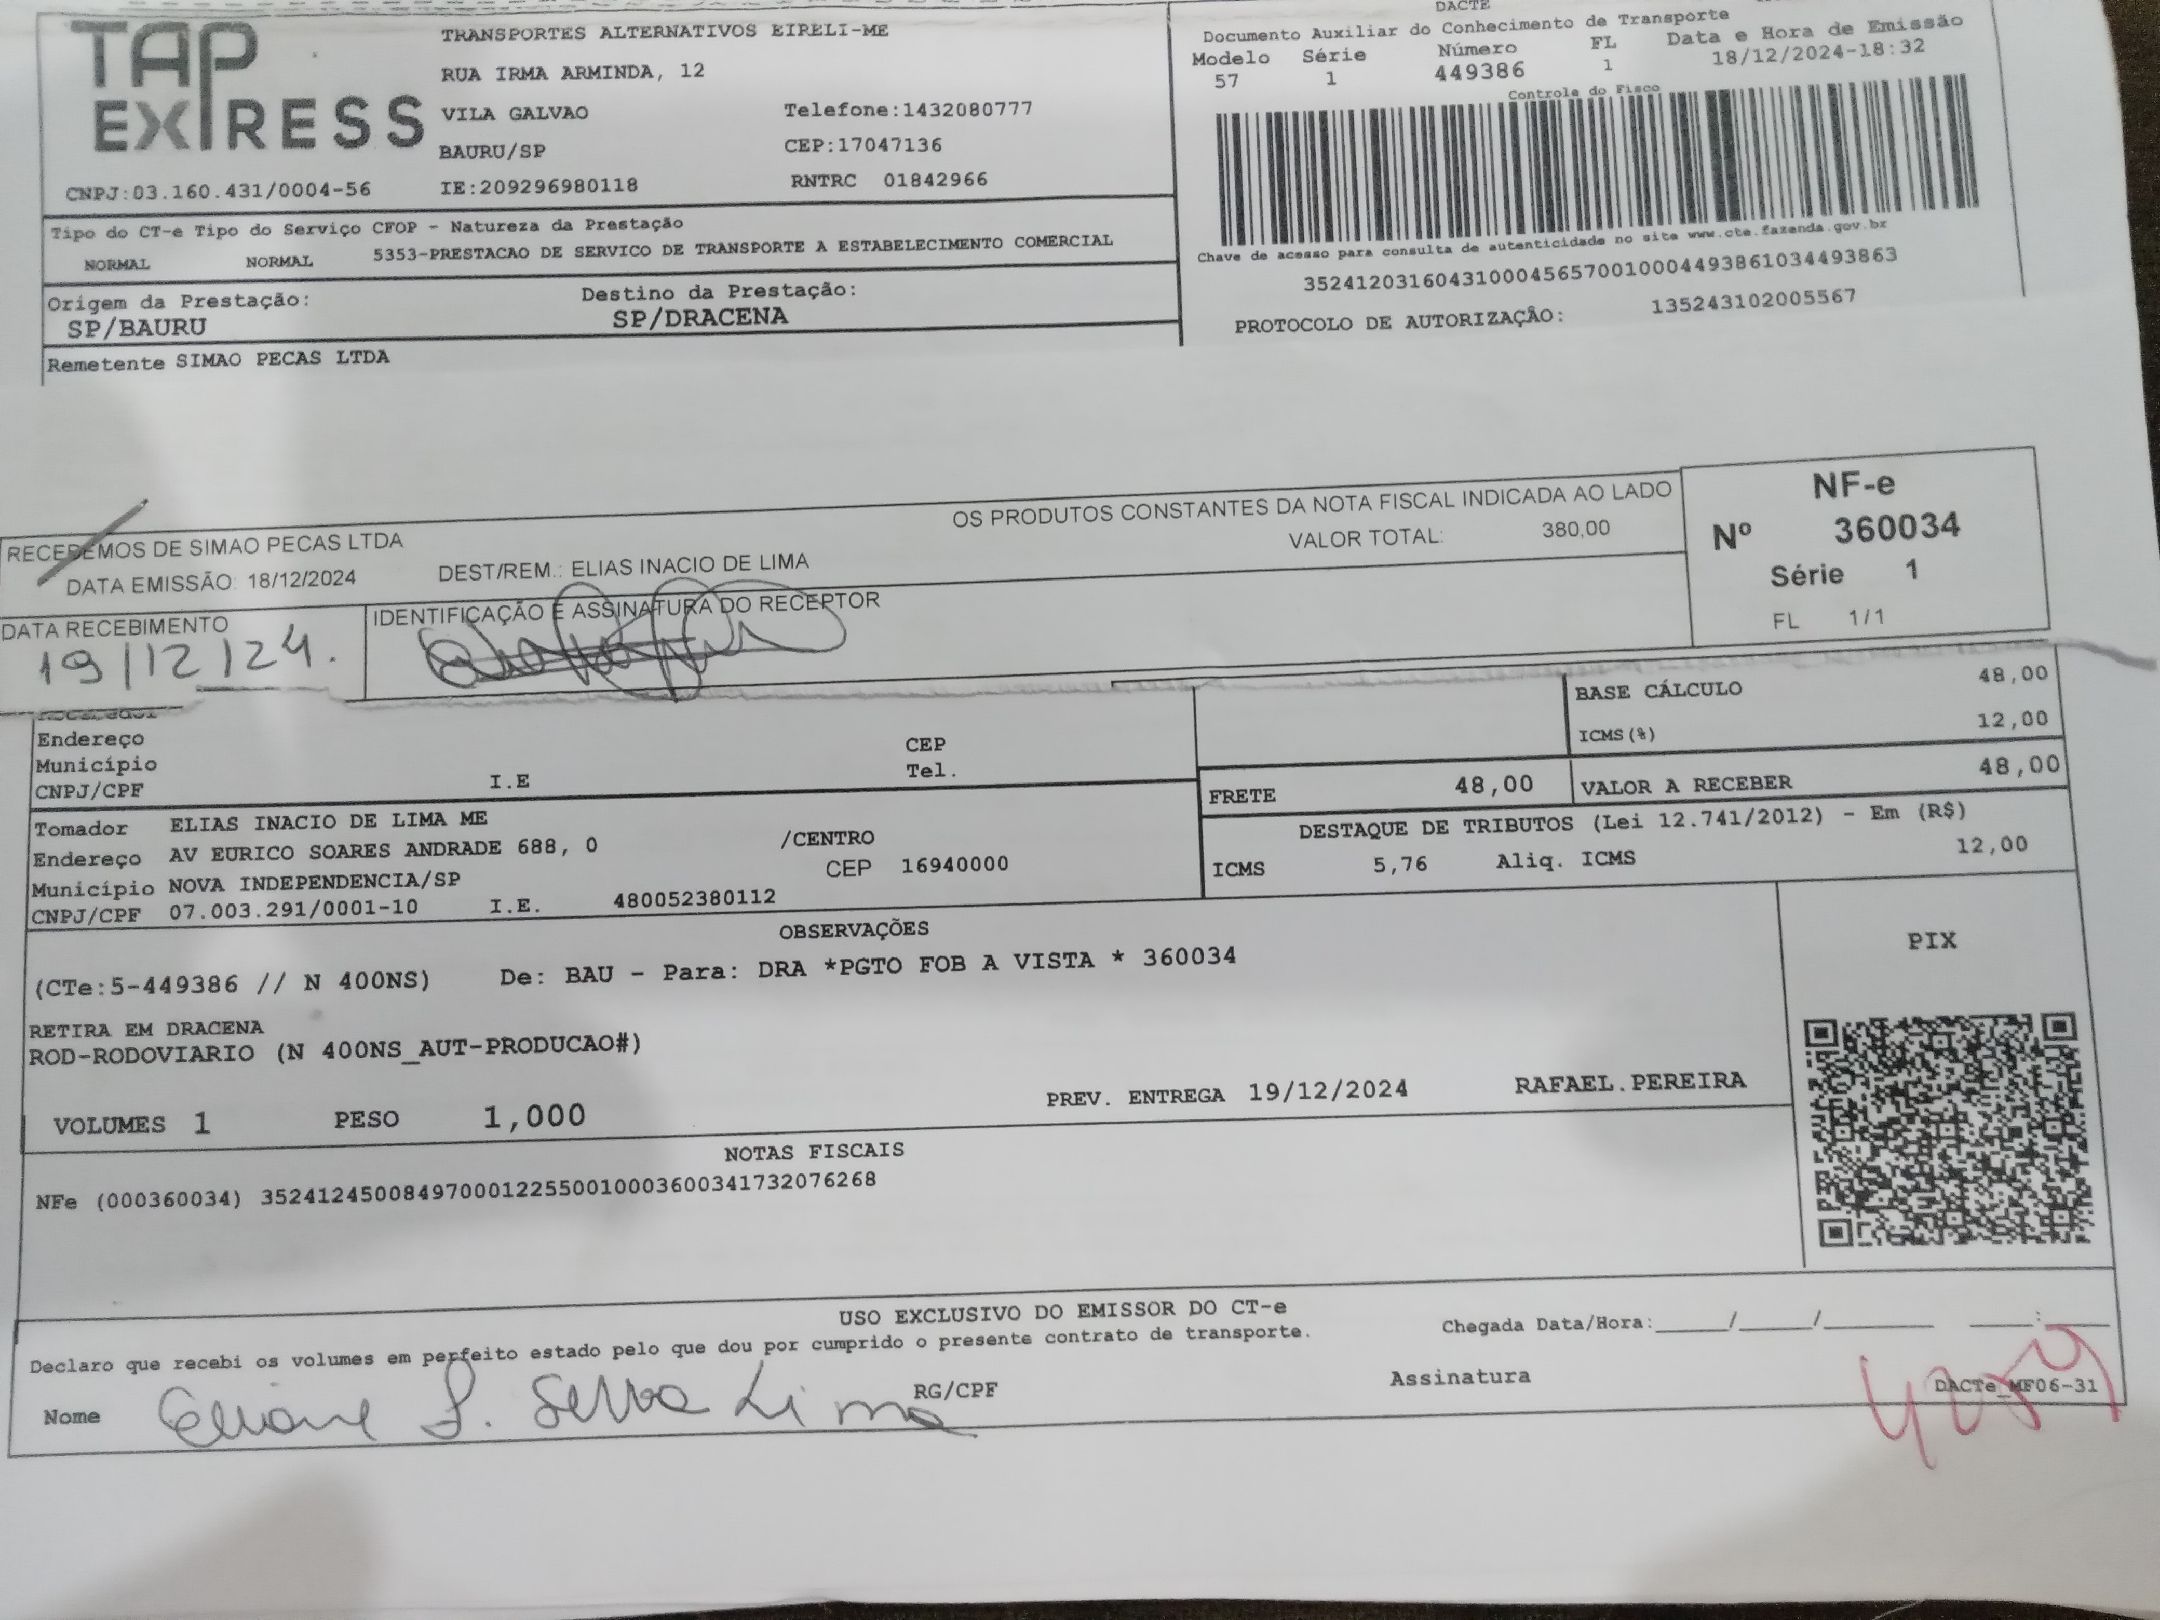 DACTE
TAP EXPRESS
TRANSPORTES ALTERNATIVOS EIRELI-ME
RUA IRMA ARMINDA, 12
VILA GALVAO Telefone:1432080777
BAURU/SP CEP:17047136
CNPJ:03.160.431/0004-56 IE:209296980118 RNTRC 01842966
Documento Auxiliar do Conhecimento de Transporte
Modelo Série Número FL Data e Hora de Emissão
57 1 449386 1 18/12/2024-18:32
Controle do Fisco
Chave de acesso para consulta de autenticidade no site www.cte.fazenda.gov.br
35241203160431000456570010004493861034493863
PROTOCOLO DE AUTORIZAÇÃO: 135243102005567
Tipo do CT-e Tipo do Serviço CFOP - Natureza da Prestação
NORMAL NORMAL 5353-PRESTACAO DE SERVICO DE TRANSPORTE A ESTABELECIMENTO COMERCIAL
Origem da Prestação: Destino da Prestação:
SP/BAURU SP/DRACENA
Remetente SIMAO PECAS LTDA
RECEBEMOS DE SIMAO PECAS LTDA OS PRODUTOS CONSTANTES DA NOTA FISCAL INDICADA AO LADO
DATA EMISSÃO: 18/12/2024 DEST/REM.: ELIAS INACIO DE LIMA VALOR TOTAL: 380,00
NF-e
Nº 360034
Série 1
FL 1/1
DATA RECEBIMENTO IDENTIFICAÇÃO E ASSINATURA DO RECEPTOR
19/12/24.
Endereço CEP
Município Tel.
CNPJ/CPF I.E
BASE CÁLCULO 48,00
ICMS(%) 12,00
FRETE 48,00 VALOR A RECEBER 48,00
Tomador ELIAS INACIO DE LIMA ME
Endereço AV EURICO SOARES ANDRADE 688, 0 /CENTRO
Município NOVA INDEPENDENCIA/SP CEP 16940000
CNPJ/CPF 07.003.291/0001-10 I.E. 480052380112
DESTAQUE DE TRIBUTOS (Lei 12.741/2012) - Em (R$)
ICMS 5,76 Aliq. ICMS 12,00
OBSERVAÇÕES
(CTe:5-449386 // N 400NS) De: BAU - Para: DRA *PGTO FOB A VISTA * 360034
RETIRA EM DRACENA
ROD-RODOVIARIO (N 400NS_AUT-PRODUCAO#)
VOLUMES 1 PESO 1,000 PREV. ENTREGA 19/12/2024 RAFAEL.PEREIRA
PIX
NOTAS FISCAIS
NFe (000360034) 35241245008497000122550010003600341732076268
USO EXCLUSIVO DO EMISSOR DO CT-e
Declaro que recebi os volumes em perfeito estado pelo que dou por cumprido o presente contrato de transporte. Chegada Data/Hora:_____/_____/________ ____:____
Nome Eliane S. Selva Lima RG/CPF Assinatura DACTe_MF06-31